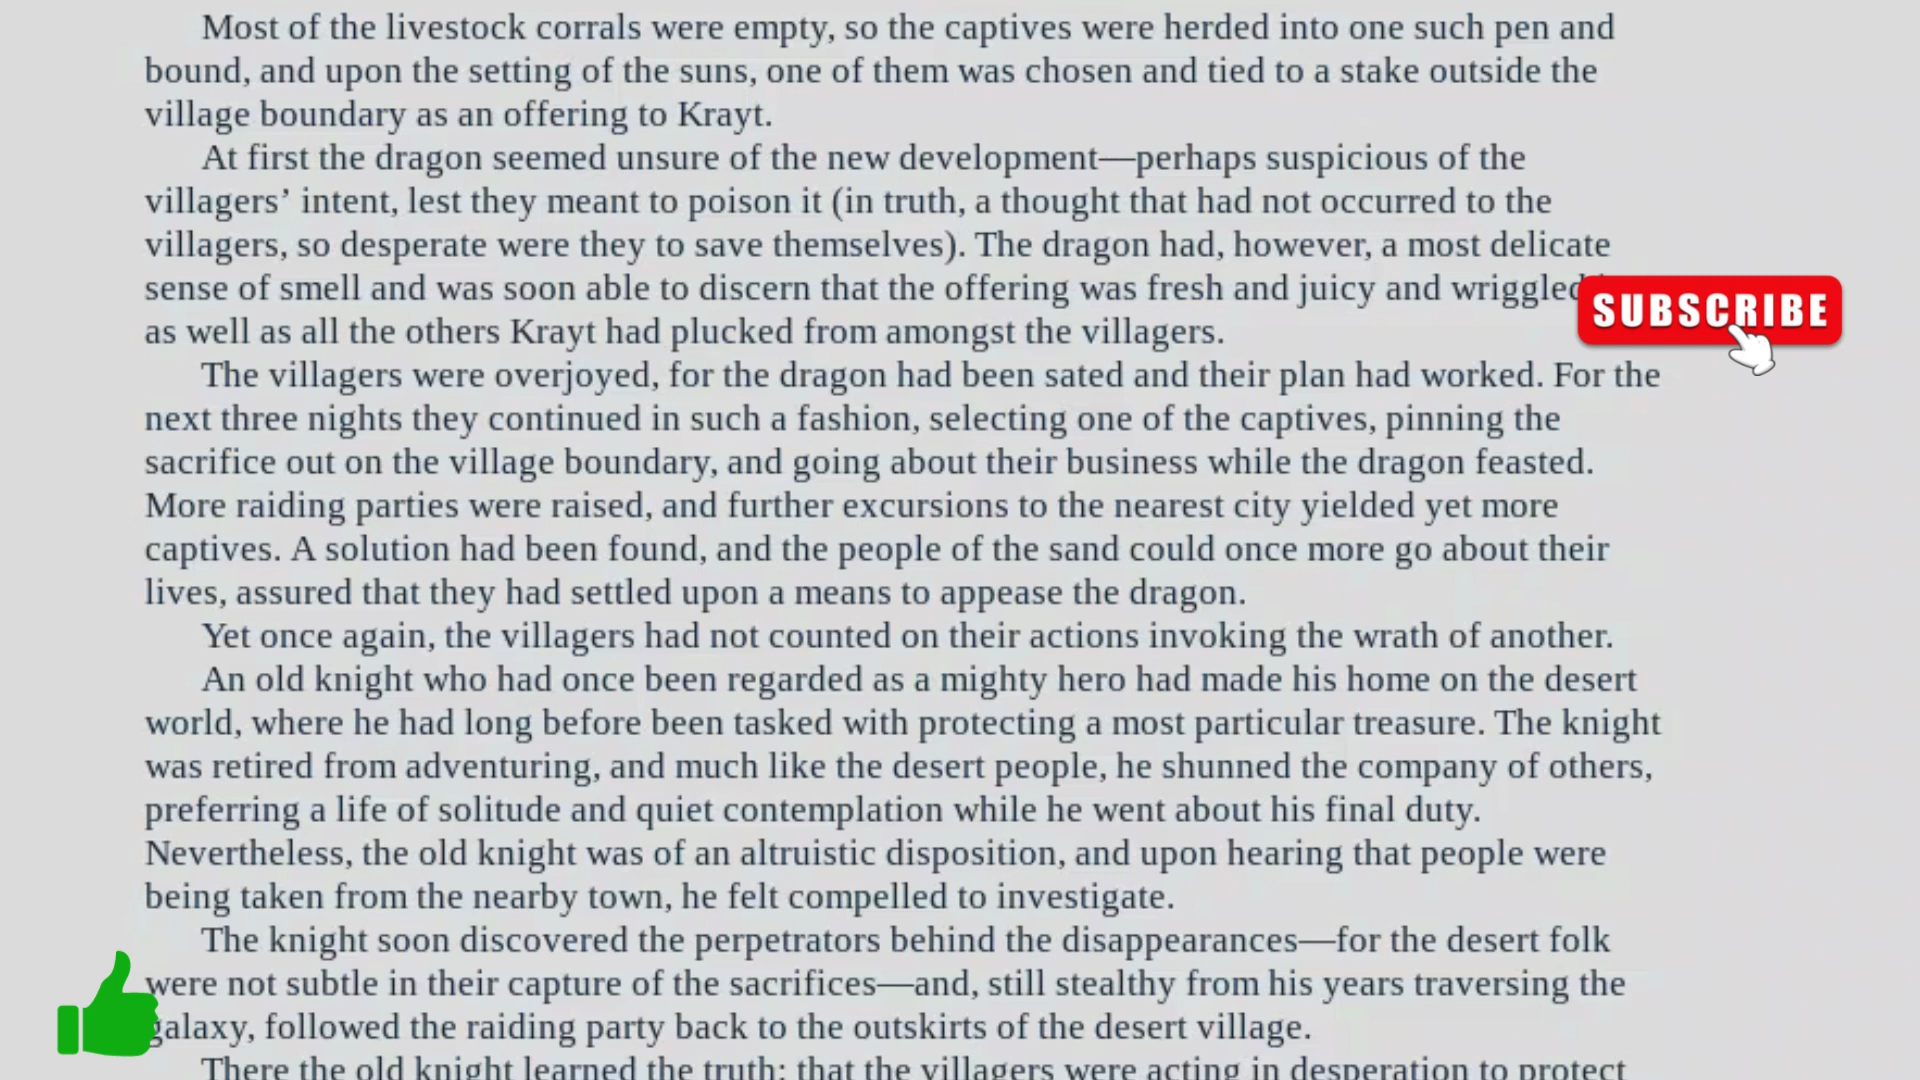 Most of the livestock corrals were empty, so the captives were herded into one such pen and
bound, and upon the setting of the suns, one of them was chosen and tied to a stake outside the
village boundary as an offering to Krayt.
At first the dragon seemed unsure of the new development—perhaps suspicious of the
villagers’ intent, lest they meant to poison it (in truth, a thought that had not occurred to the
villagers, so desperate were they to save themselves). The dragon had, however, a most delicate
sense of smell and was soon able to discern that the offering was fresh and juicy and wriggled
SUBSCRIBE
as well as all the others Krayt had plucked from amongst the villagers.
The villagers were overjoyed, for the dragon had been sated and their plan had worked. For the
next three nights they continued in such a fashion, selecting one of the captives, pinning the
sacrifice out on the village boundary, and going about their business while the dragon feasted.
More raiding parties were raised, and further excursions to the nearest city yielded yet more
captives. A solution had been found, and the people of the sand could once more go about their
lives, assured that they had settled upon a means to appease the dragon.
Yet once again, the villagers had not counted on their actions invoking the wrath of another.
An old knight who had once been regarded as a mighty hero had made his home on the desert
world, where he had long before been tasked with protecting a most particular treasure. The knight
was retired from adventuring, and much like the desert people, he shunned the company of others,
preferring a life of solitude and quiet contemplation while he went about his final duty.
Nevertheless, the old knight was of an altruistic disposition, and upon hearing that people were
being taken from the nearby town, he felt compelled to investigate.
The knight soon discovered the perpetrators behind the disappearances—for the desert folk
were not subtle in their capture of the sacrifices—and, still stealthy from his years traversing the
galaxy, followed the raiding party back to the outskirts of the desert village.
There the old knight learned the truth: that the villagers were acting in desperation to protect